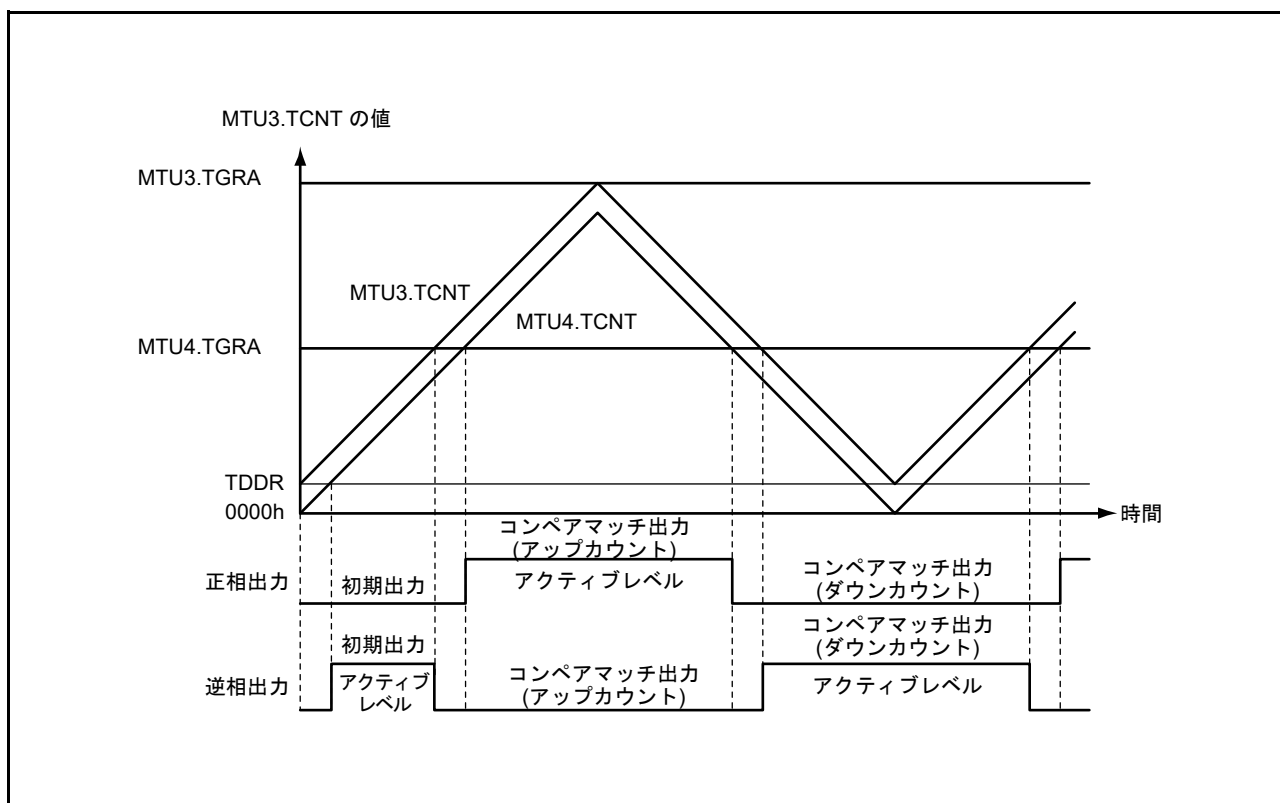 MTU3.TCNT の値
MTU3.TGRA
MTU3.TCNT
MTU4.TCNT
MTU4.TGRA
TDDR
0000h
時間
コンペアマッチ出力
(アップカウント)
正相出力
初期出力
アクティブレベル
コンペアマッチ出力
(ダウンカウント)
初期出力
コンペアマッチ出力
(ダウンカウント)
逆相出力
アクティブ
レベル
コンペアマッチ出力
(アップカウント)
アクティブレベル